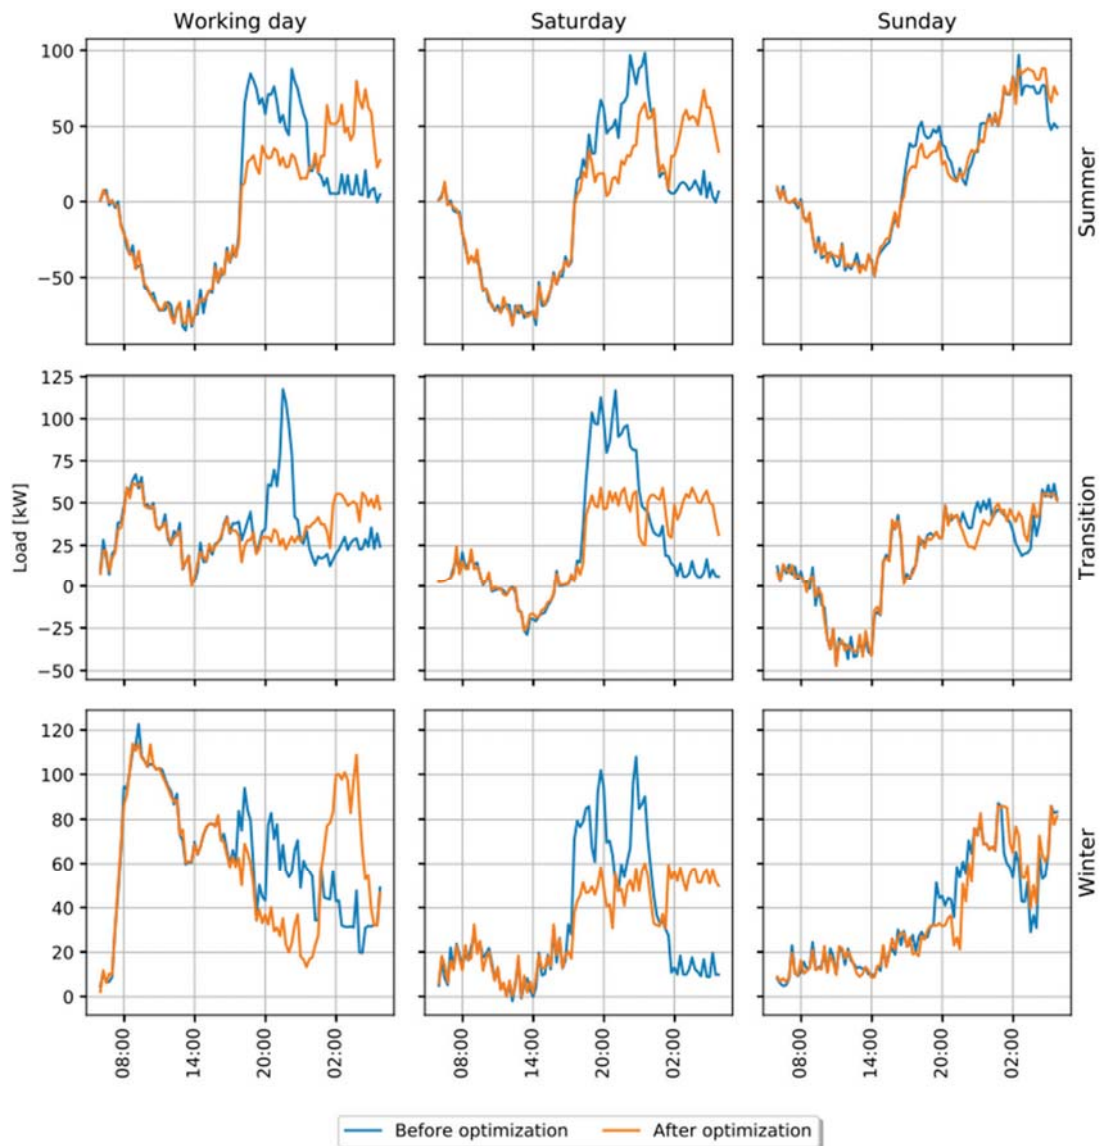 Working day Saturday Sunday
100
50
0
−50
Summer
125
100
75
50
25
0
−25
−50
Load [kW]
Transition
120
100
80
60
40
20
0
Winter
08:00 14:00 20:00 02:00 08:00 14:00 20:00 02:00 08:00 14:00 20:00 02:00
Before optimization After optimization